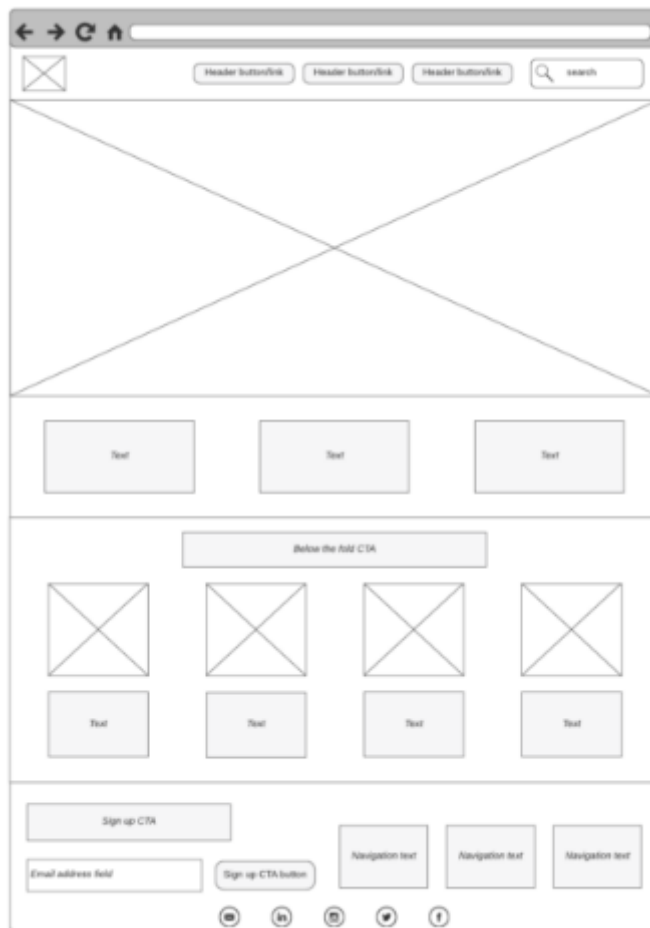 Header button/link
Header button/link
Header button/link
search
Text
Text
Text
Below the fold CTA
Text
Text
Text
Text
Sign up CTA
Email address field
Sign up CTA button
Navigation text
Navigation text
Navigation text